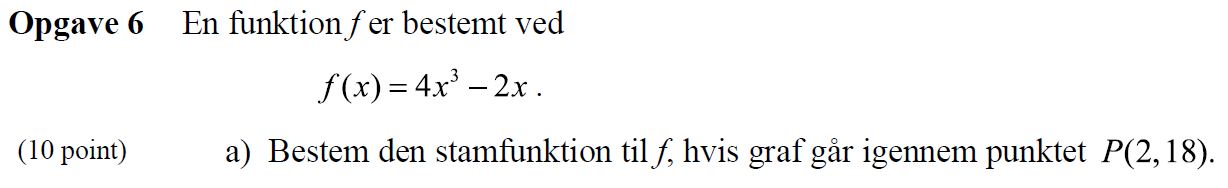 Opgave 6 En funktion f er bestemt ved
f(x) = 4x³ − 2x .
(10 point) a) Bestem den stamfunktion til f, hvis graf går igennem punktet P(2,18).